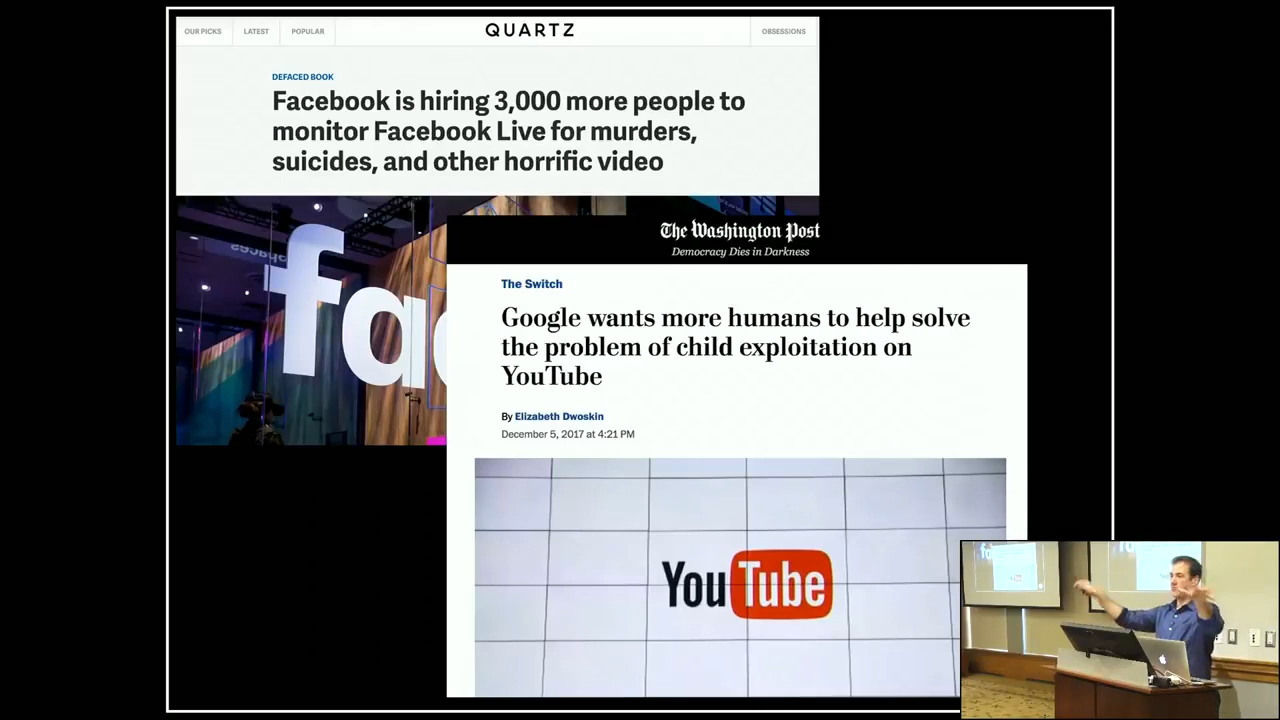 OUR PICKS
LATEST
POPULAR
QUARTZ
OBSESSIONS
DEFACED BOOK
Facebook is hiring 3,000 more people to
monitor Facebook Live for murders,
suicides, and other horrific video
fa
The Washington Post
Democracy Dies in Darkness
The Switch
Google wants more humans to help solve
the problem of child exploitation on
YouTube
By Elizabeth Dwoskin
December 5, 2017 at 4:21 PM
YouTube